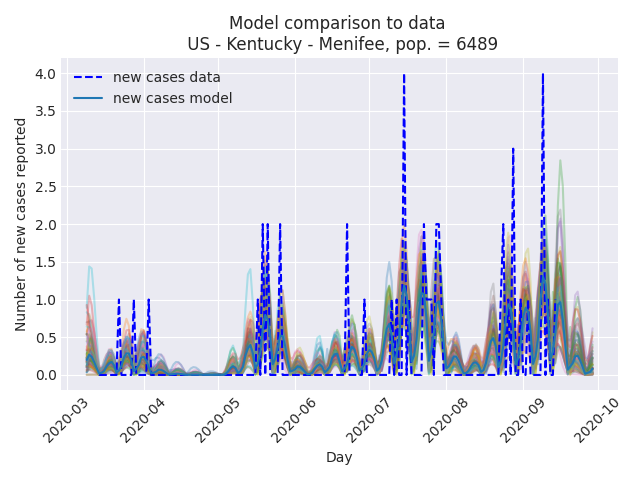 Model comparison to data
US - Kentucky - Menifee, pop. = 6489
new cases data
new cases model
Number of new cases reported
4.0
3.5
3.0
2.5
2.0
1.5
1.0
0.5
0.0
2020-03
2020-04
2020-05
2020-06
2020-07
2020-08
2020-09
2020-10
Day